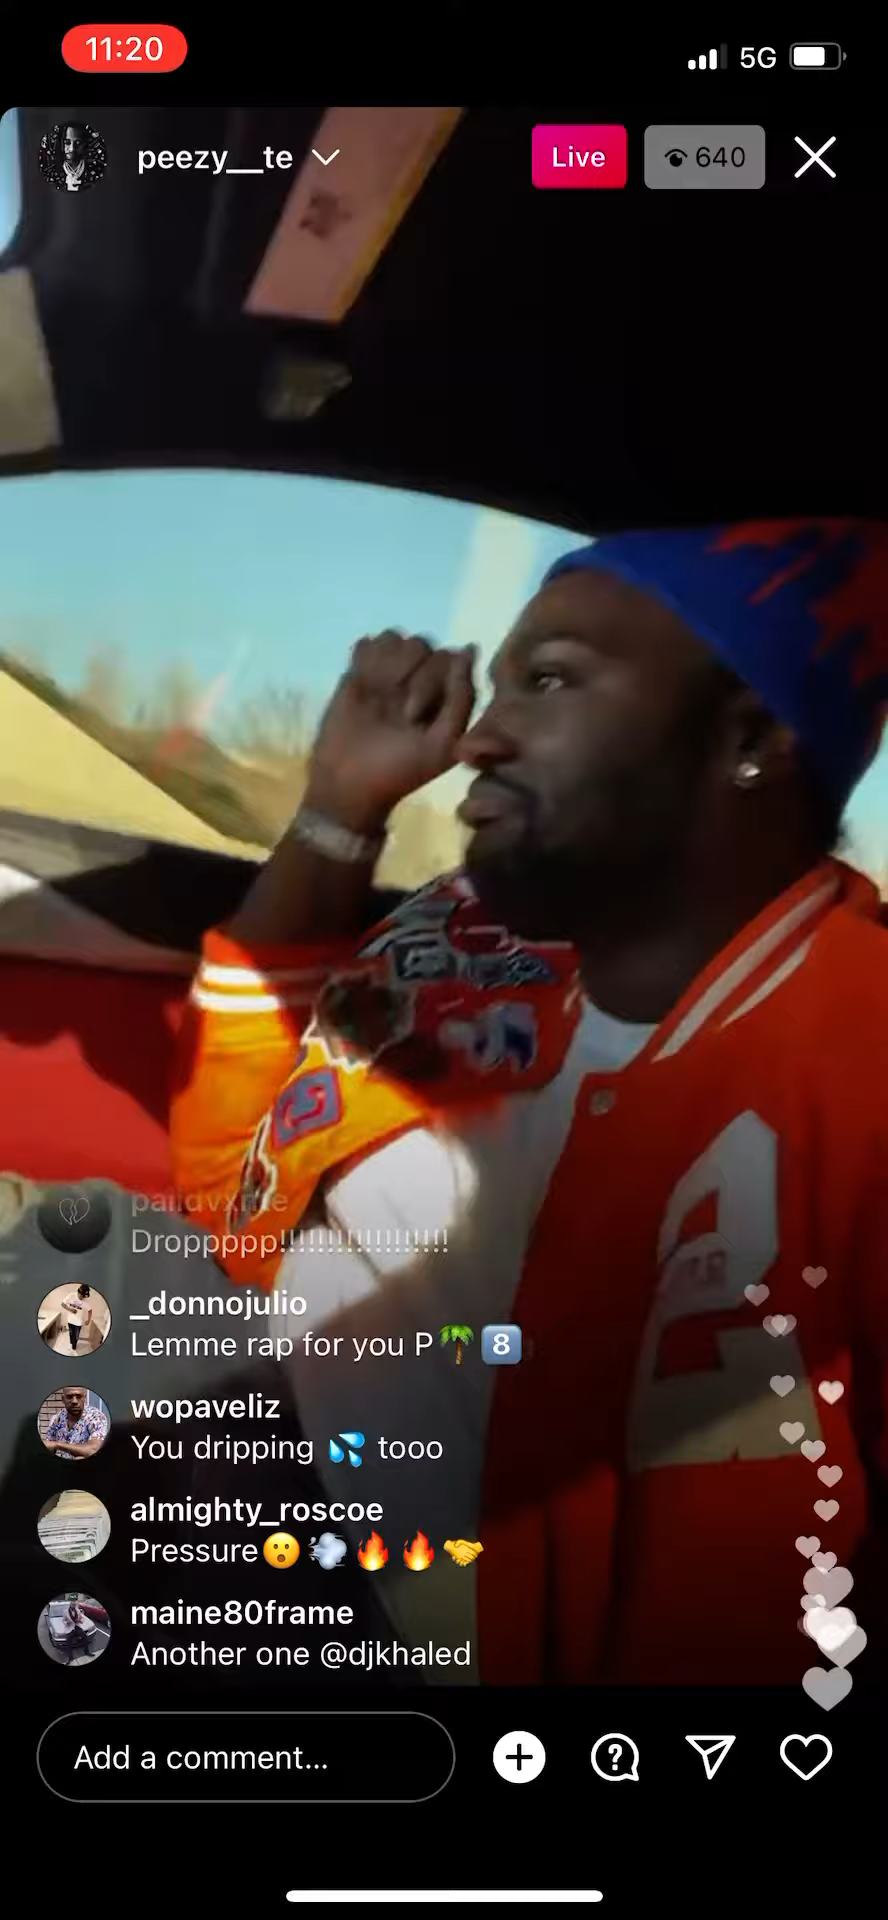 11:20
5G
peezy__te
Live
640
Droppppp!!!!!!!!!!!!!!!!!!!
_donnojulio
Lemme rap for you P🌴8️⃣
wopaveliz
You dripping 💦 tooo
almighty_roscoe
Pressure😮💨🔥🔥🤝
maine80frame
Another one @djkhaled
Add a comment...